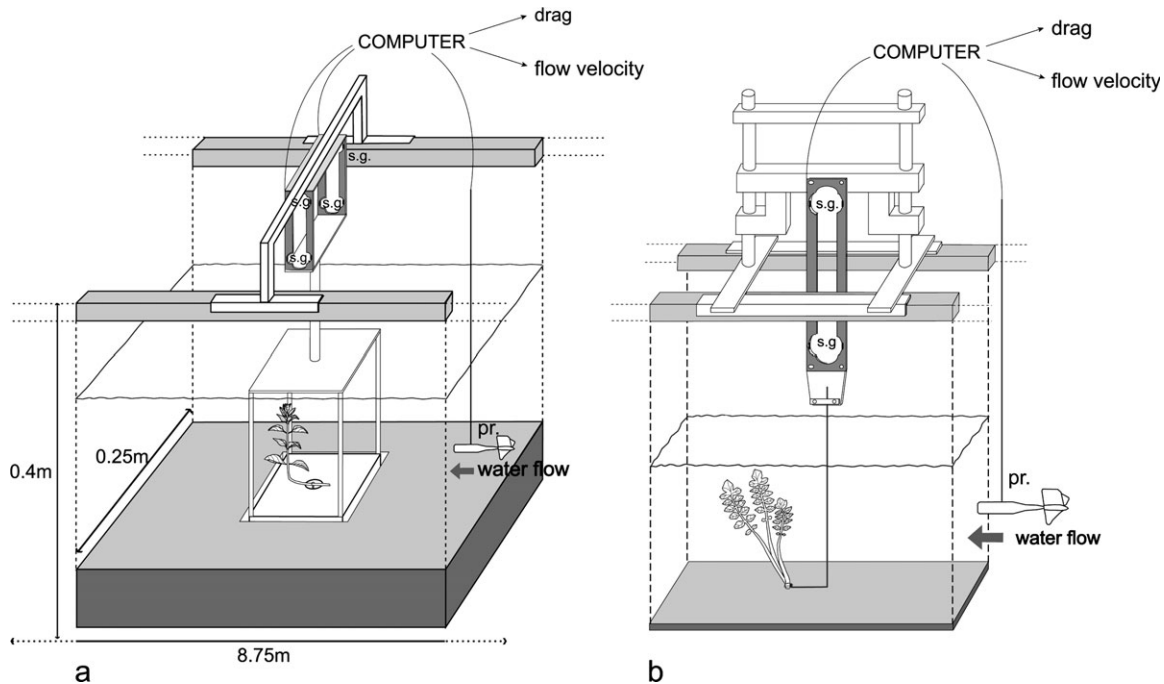 drag
COMPUTER
flow velocity
s.g.
s.g
s.g
s.g.
pr.
water flow
0.25m
0.4m
8.75m
a
drag
COMPUTER
flow velocity
s.g.
s.g
pr.
water flow
b